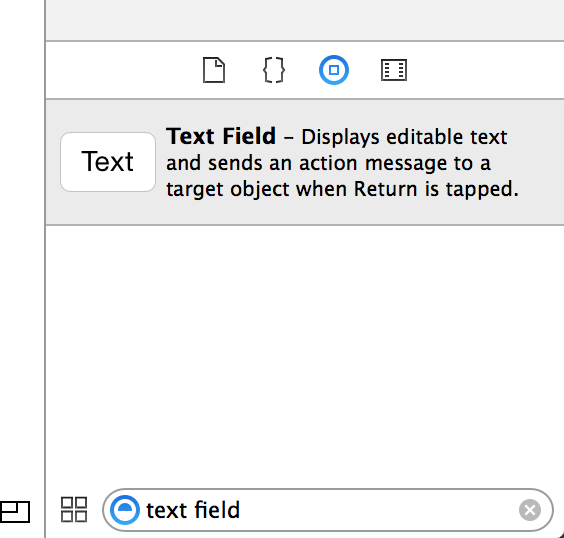 Text
Text Field – Displays editable text
and sends an action message to a
target object when Return is tapped.
text field